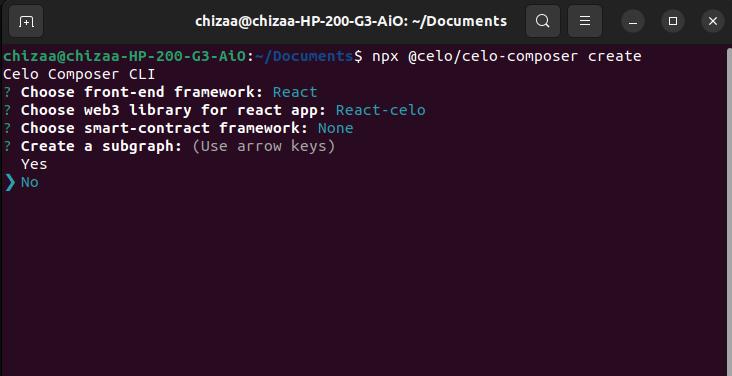 chizaa@chizaa-HP-200-G3-AiO: ~/Documents
chizaa@chizaa-HP-200-G3-AiO:~/Documents$ npx @celo/celo-composer create
Celo Composer CLI
? Choose front-end framework: React
? Choose web3 library for react app: React-celo
? Choose smart-contract framework: None
? Create a subgraph: (Use arrow keys)
  Yes
❯ No